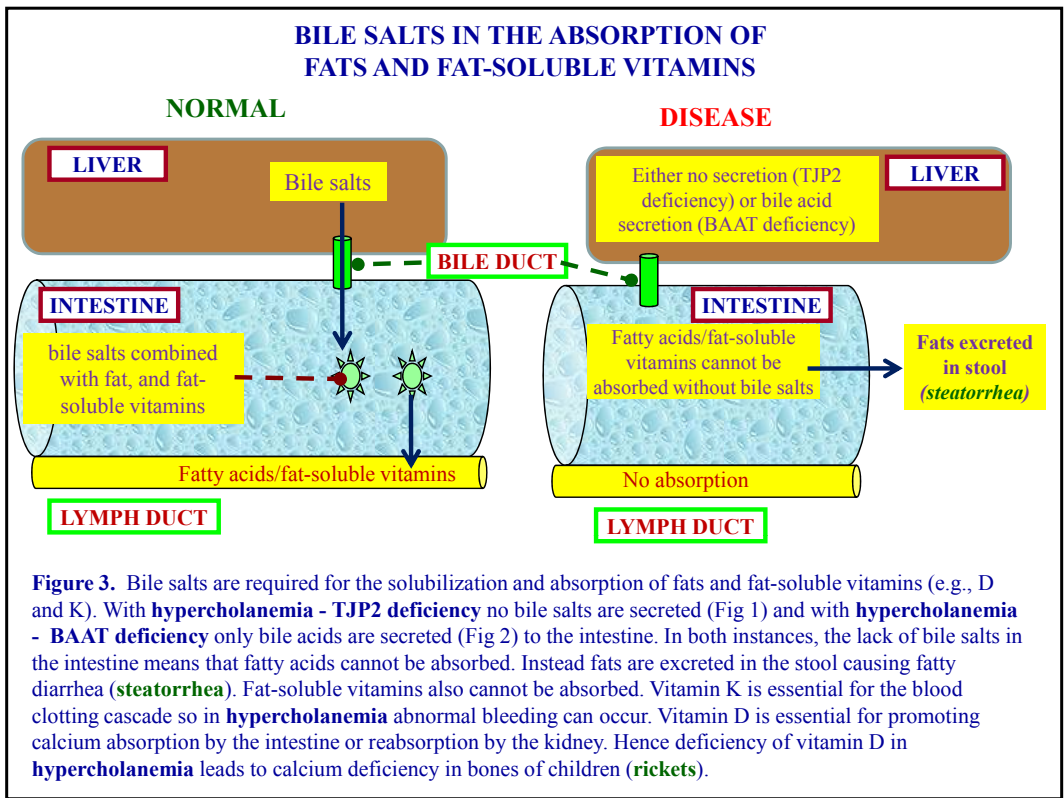 BILE SALTS IN THE ABSORPTION OF
FATS AND FAT-SOLUBLE VITAMINS
NORMAL
DISEASE
LIVER
Bile salts
Either no secretion (TJP2
deficiency) or bile acid
secretion (BAAT deficiency)
LIVER
BILE DUCT
INTESTINE
bile salts combined
with fat, and fat-
soluble vitamins
INTESTINE
Fatty acids/fat-soluble
vitamins cannot be
absorbed without bile salts
Fats excreted
in stool
(steatorrhea)
Fatty acids/fat-soluble vitamins
No absorption
LYMPH DUCT
LYMPH DUCT
Figure 3. Bile salts are required for the solubilization and absorption of fats and fat-soluble vitamins (e.g., D
and K). With hypercholanemia - TJP2 deficiency no bile salts are secreted (Fig 1) and with hypercholanemia
- BAAT deficiency only bile acids are secreted (Fig 2) to the intestine. In both instances, the lack of bile salts in
the intestine means that fatty acids cannot be absorbed. Instead fats are excreted in the stool causing fatty
diarrhea (steatorrhea). Fat-soluble vitamins also cannot be absorbed. Vitamin K is essential for the blood
clotting cascade so in hypercholanemia abnormal bleeding can occur. Vitamin D is essential for promoting
calcium absorption by the intestine or reabsorption by the kidney. Hence deficiency of vitamin D in
hypercholanemia leads to calcium deficiency in bones of children (rickets).